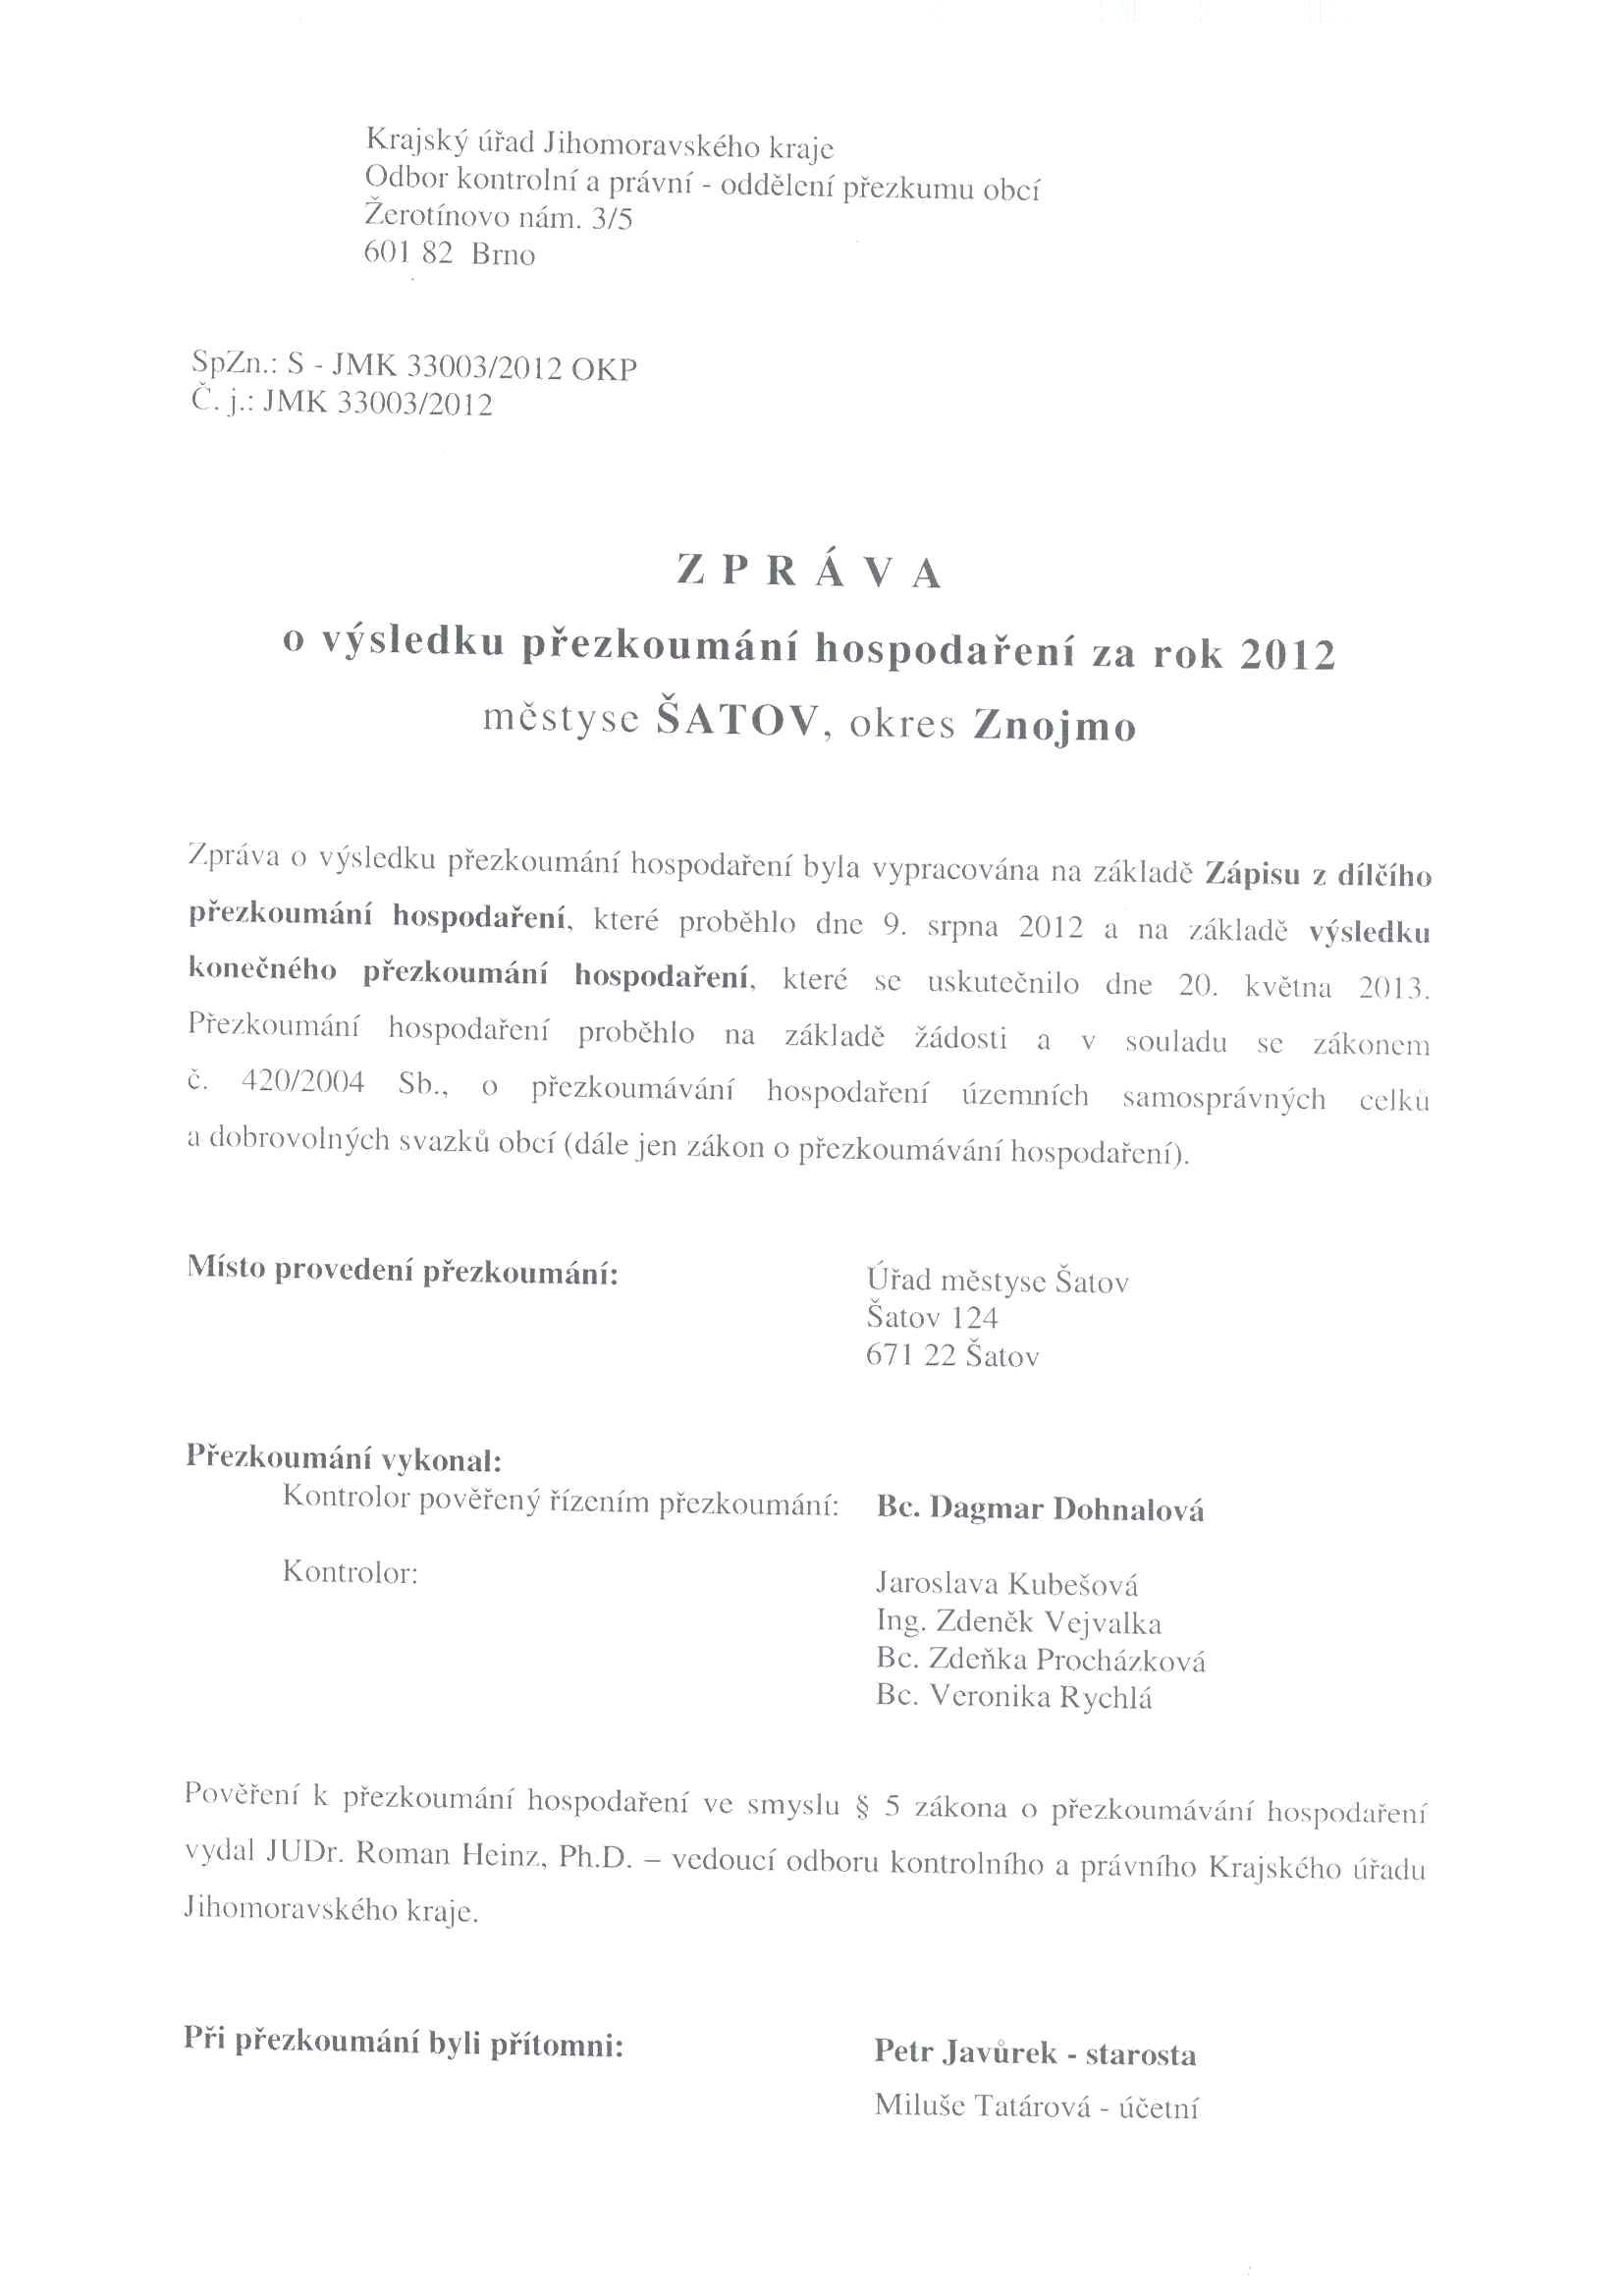 Krajský úřad Jihomoravského kraje
Odbor kontrolní a právní - oddělení přezkumu obcí
Žerotínovo nám. 3/5
601 82 Brno
SpZn.: S - JMK 33003/2012 OKP
Č. j.: JMK 33003/2012
Z P R Á V A
o výsledku přezkoumání hospodaření za rok 2012
městyse ŠATOV, okres Znojmo
Zpráva o výsledku přezkoumání hospodaření byla vypracována na základě Zápisu z dílčího
přezkoumání hospodaření, které proběhlo dne 9. srpna 2012 a na základě výsledku
konečného přezkoumání hospodaření, které se uskutečnilo dne 20. května 2013.
Přezkoumání hospodaření proběhlo na základě žádosti a v souladu se zákonem
č. 420/2004 Sb., o přezkoumávání hospodaření územních samosprávných celků
a dobrovolných svazků obcí (dále jen zákon o přezkoumávání hospodaření).
Místo provedení přezkoumání: Úřad městyse Šatov
Šatov 124
671 22 Šatov
Přezkoumání vykonal:
Kontrolor pověřený řízením přezkoumání: Bc. Dagmar Dohnalová
Kontrolor: Jaroslava Kubešová
Ing. Zdeněk Vejvalka
Bc. Zdeňka Procházková
Bc. Veronika Rychlá
Pověření k přezkoumání hospodaření ve smyslu § 5 zákona o přezkoumávání hospodaření
vydal JUDr. Roman Heinz, Ph.D. – vedoucí odboru kontrolního a právního Krajského úřadu
Jihomoravského kraje.
Při přezkoumání byli přítomni: Petr Javůrek - starosta
Miluše Tatárová - účetní